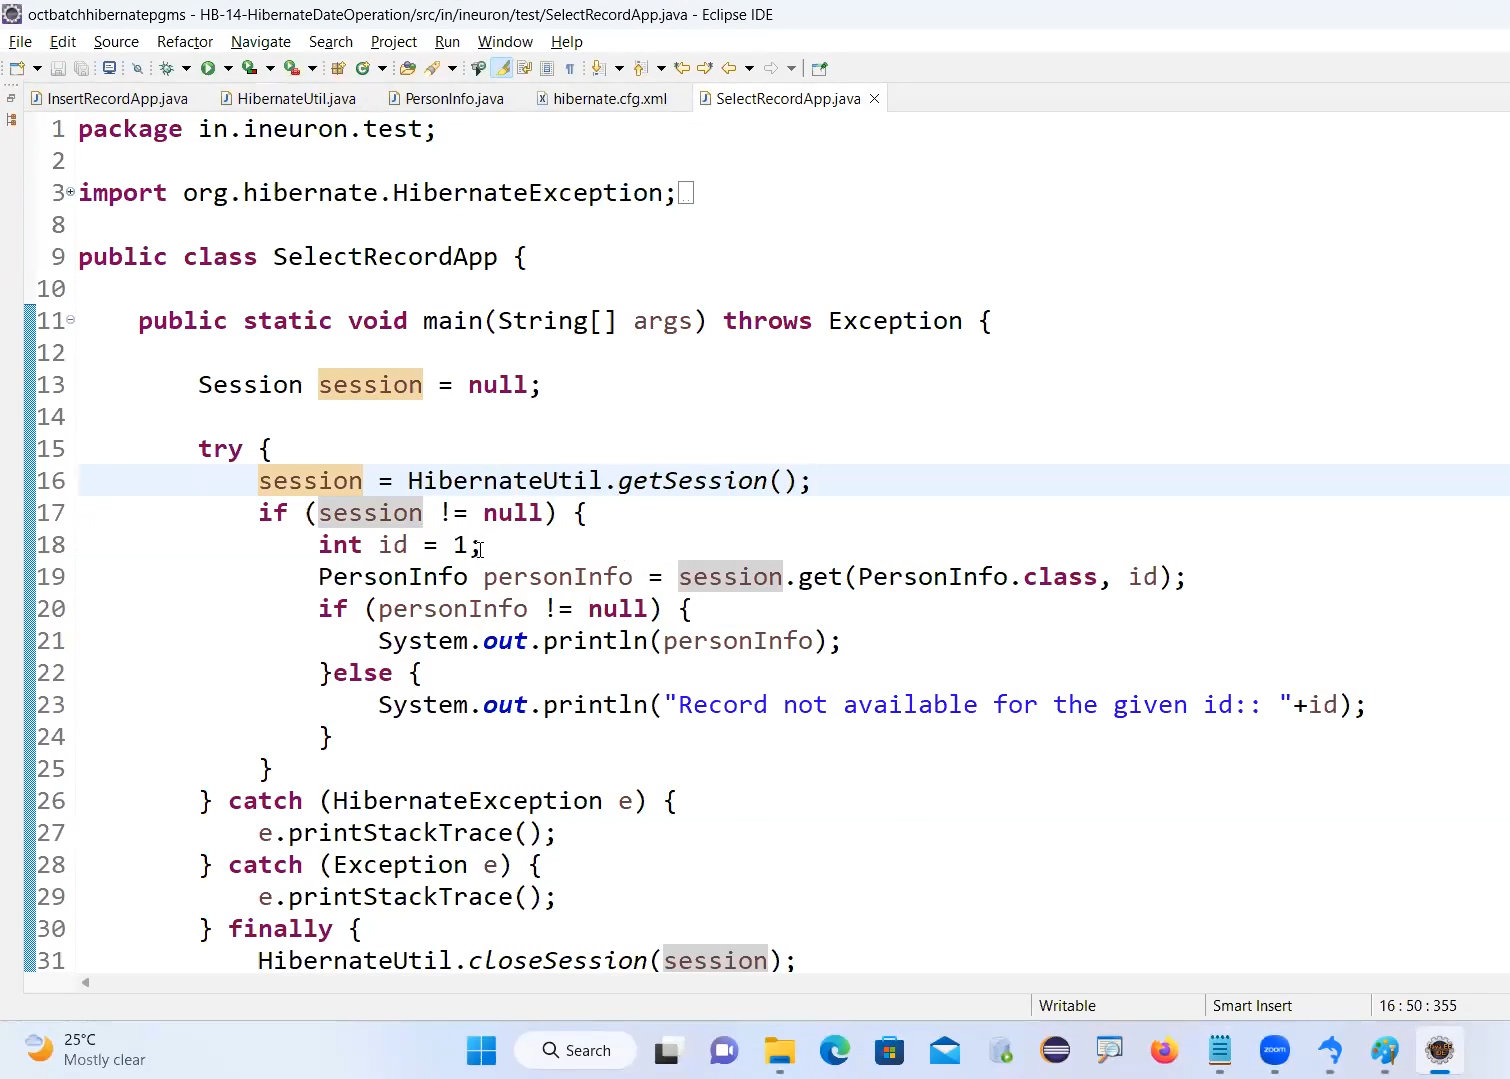 octbatchhibernatepgms - HB-14-HibernateDateOperation/src/in/ineuron/test/SelectRecordApp.java - Eclipse IDE
File Edit Source Refactor Navigate Search Project Run Window Help
InsertRecordApp.java HibernateUtil.java PersonInfo.java hibernate.cfg.xml SelectRecordApp.java
1 package in.ineuron.test;
2
3 import org.hibernate.HibernateException;
8
9 public class SelectRecordApp {
10
11 public static void main(String[] args) throws Exception {
12
13 Session session = null;
14
15 try {
16 session = HibernateUtil.getSession();
17 if (session != null) {
18 int id = 1;
19 PersonInfo personInfo = session.get(PersonInfo.class, id);
20 if (personInfo != null) {
21 System.out.println(personInfo);
22 }else {
23 System.out.println("Record not available for the given id:: "+id);
24 }
25 }
26 } catch (HibernateException e) {
27 e.printStackTrace();
28 } catch (Exception e) {
29 e.printStackTrace();
30 } finally {
31 HibernateUtil.closeSession(session);
Writable Smart Insert 16 : 50 : 355
25°C
Mostly clear
Search
zoom